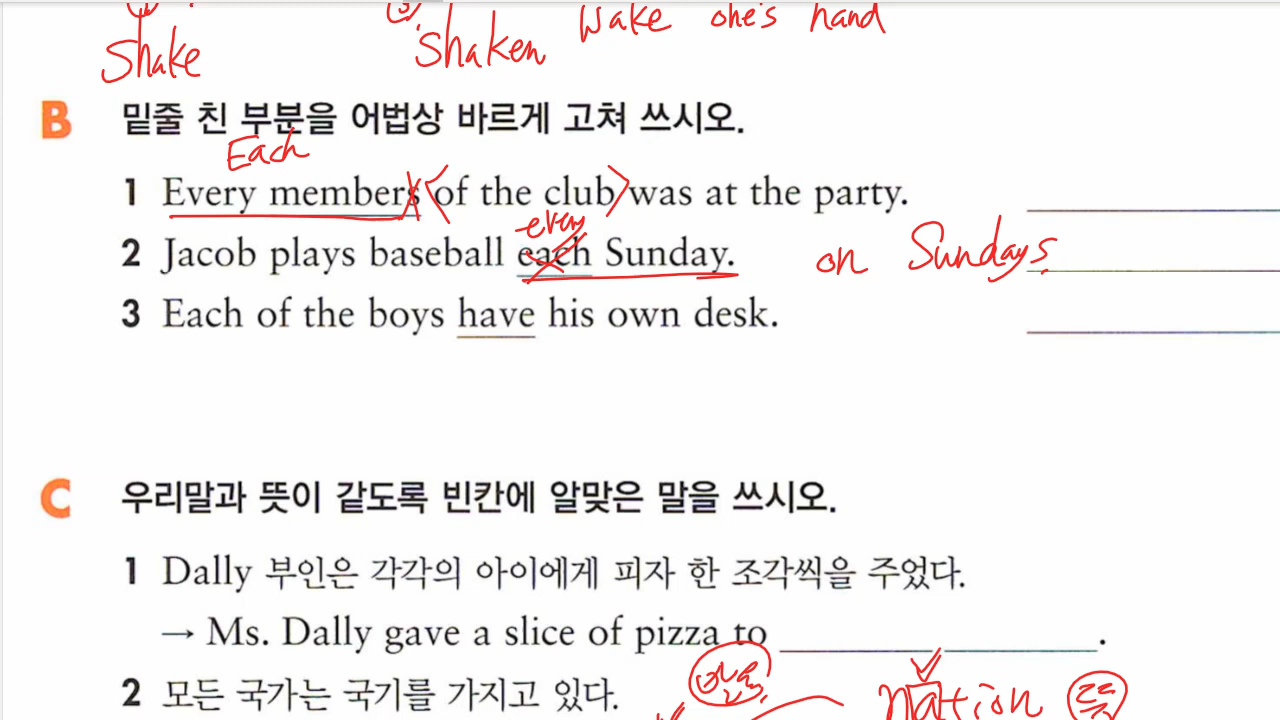 Shake
shaken
wake one's hand
B 밑줄 친 부분을 어법상 바르게 고쳐 쓰시오.
Each
1 Every members of the club was at the party.
every
2 Jacob plays baseball each Sunday. on Sundays
3 Each of the boys have his own desk.
C 우리말과 뜻이 같도록 빈칸에 알맞은 말을 쓰시오.
1 Dally 부인은 각각의 아이에게 피자 한 조각씩을 주었다.
→ Ms. Dally gave a slice of pizza to .
2 모든 국가는 국기를 가지고 있다.
nation